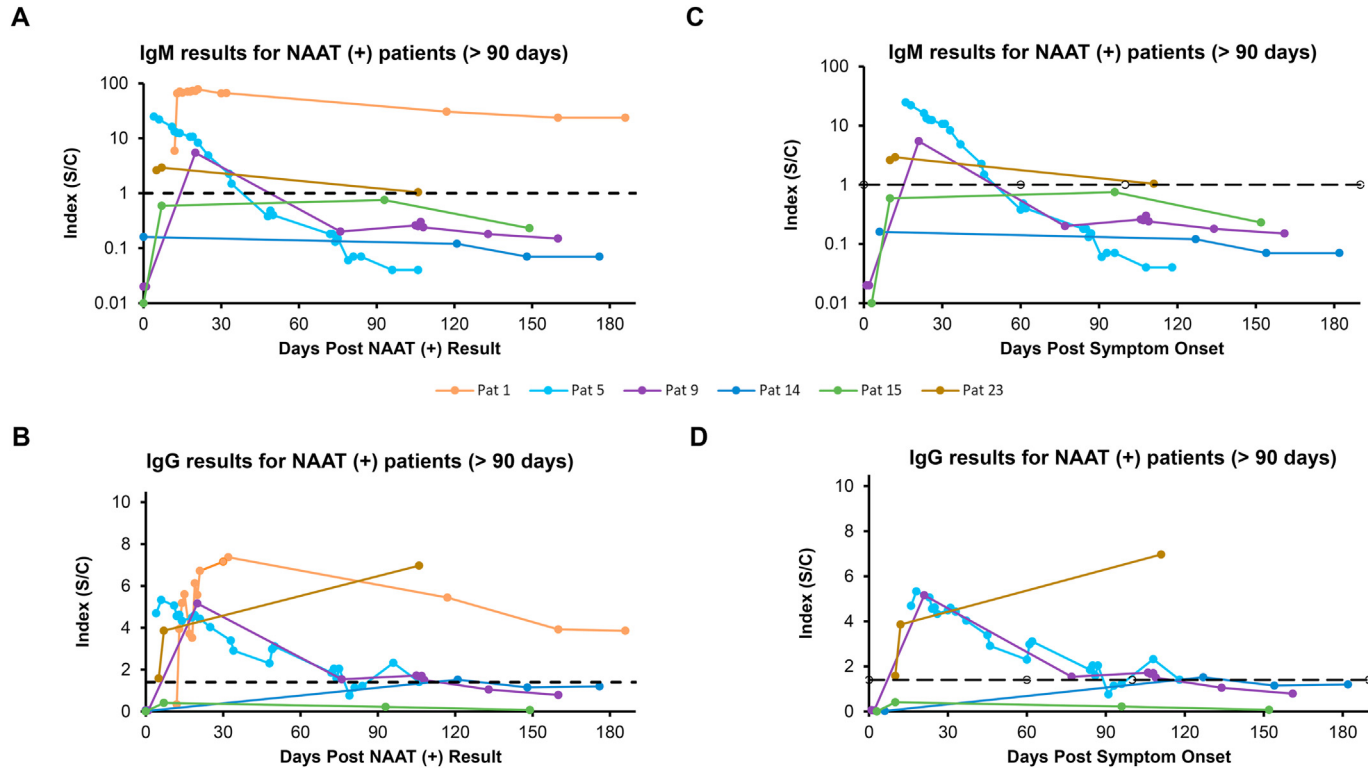 A
IgM results for NAAT (+) patients (> 90 days)
Index (S/C)
100
10
1
0.1
0.01
0 30 60 90 120 150 180
Days Post NAAT (+) Result
C
IgM results for NAAT (+) patients (> 90 days)
Index (S/C)
100
10
1
0.1
0.01
0 30 60 90 120 150 180
Days Post Symptom Onset
Pat 1 Pat 5 Pat 9 Pat 14 Pat 15 Pat 23
B
IgG results for NAAT (+) patients (> 90 days)
Index (S/C)
10
8
6
4
2
0
0 30 60 90 120 150 180
Days Post NAAT (+) Result
D
IgG results for NAAT (+) patients (> 90 days)
Index (S/C)
10
8
6
4
2
0
0 30 60 90 120 150 180
Days Post Symptom Onset